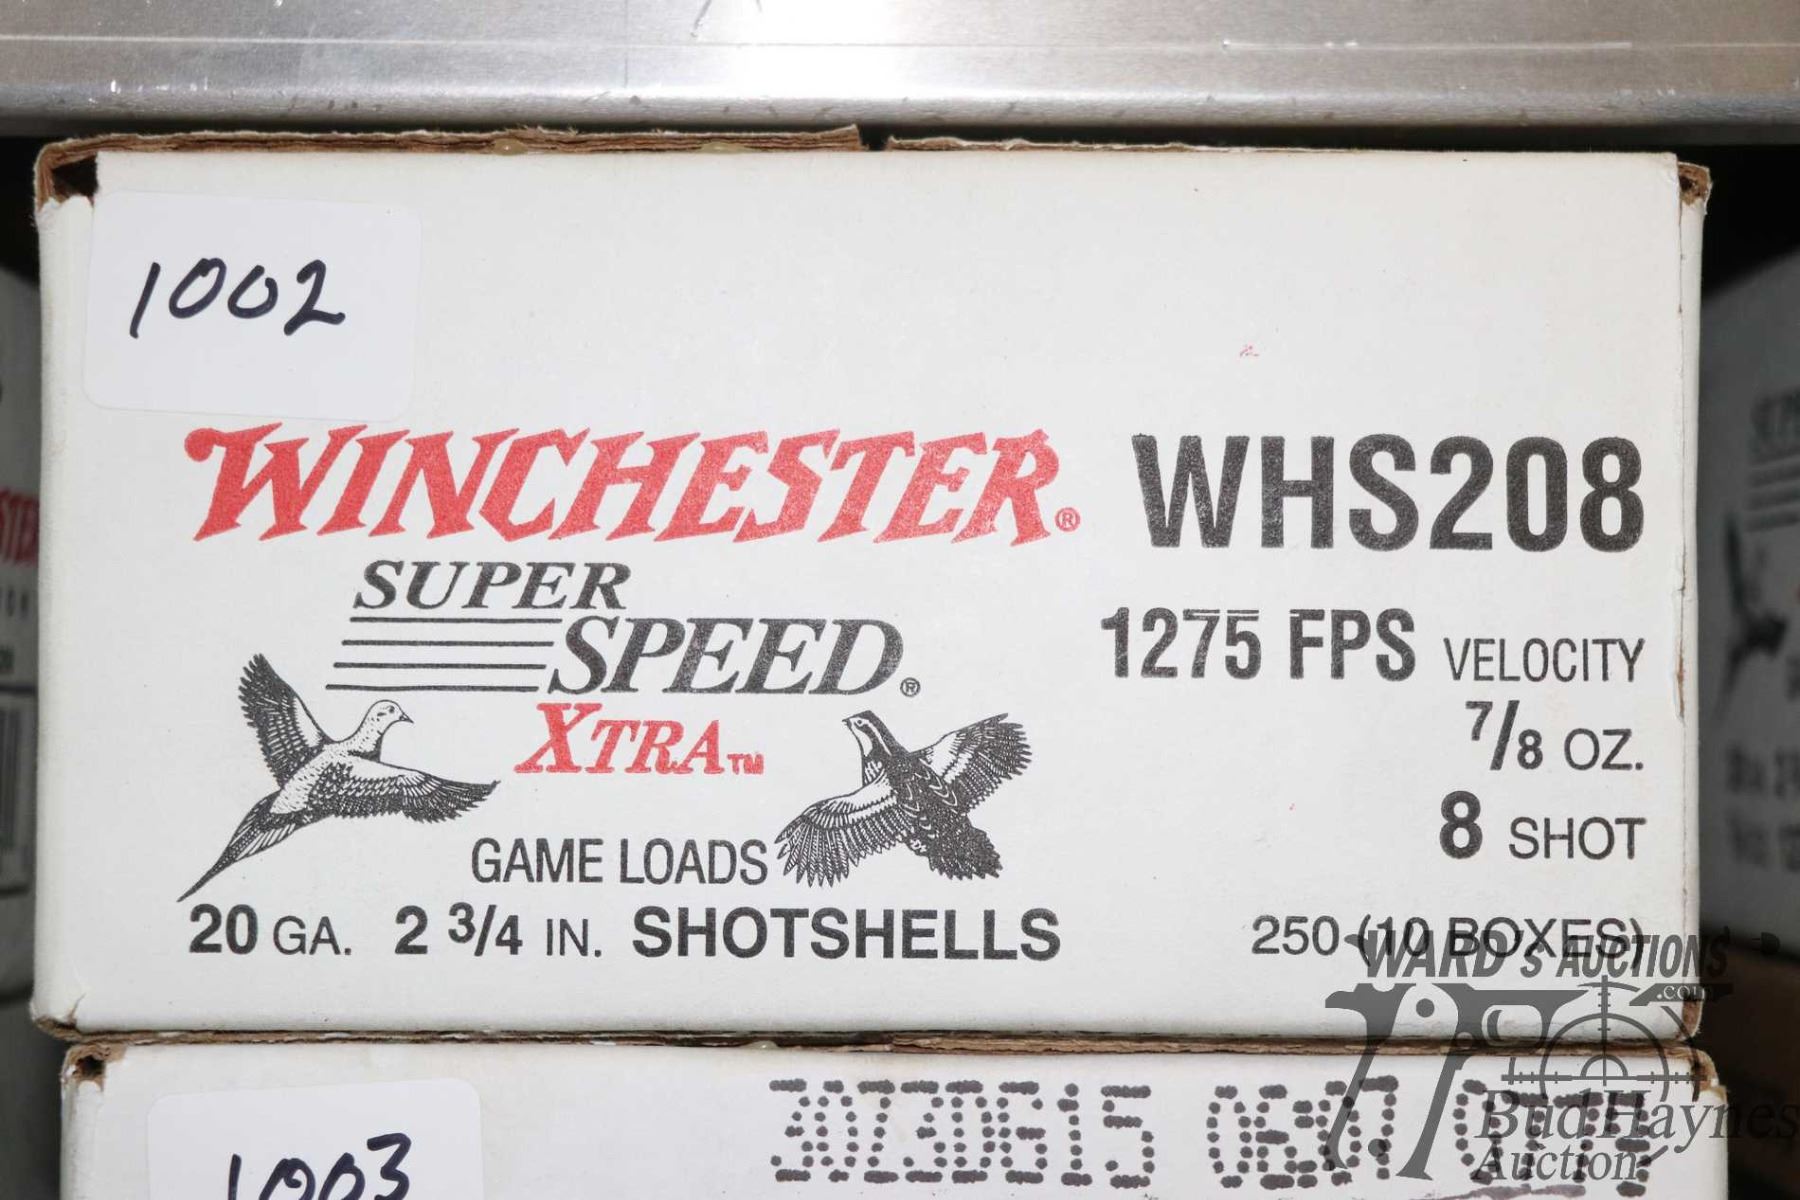 1002
WINCHESTER® WHS208
SUPER
SPEED®
XTRA™
1275 FPS VELOCITY
7/8 OZ.
8 SHOT
GAME LOADS
20 GA. 2 3/4 IN. SHOTSHELLS
250 (10 BOXES)
WARD'S AUCTIONS
.com
Bud Haynes
Auction
1003